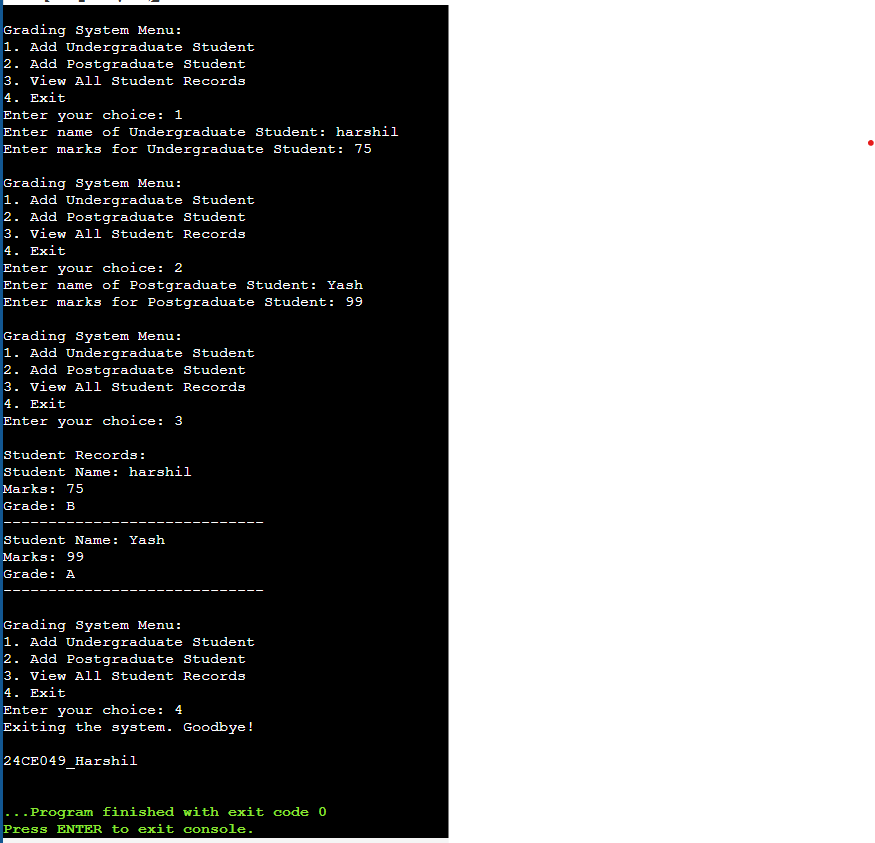 Grading System Menu:
1. Add Undergraduate Student
2. Add Postgraduate Student
3. View All Student Records
4. Exit
Enter your choice: 1
Enter name of Undergraduate Student: harshil
Enter marks for Undergraduate Student: 75
Grading System Menu:
1. Add Undergraduate Student
2. Add Postgraduate Student
3. View All Student Records
4. Exit
Enter your choice: 2
Enter name of Postgraduate Student: Yash
Enter marks for Postgraduate Student: 99
Grading System Menu:
1. Add Undergraduate Student
2. Add Postgraduate Student
3. View All Student Records
4. Exit
Enter your choice: 3
Student Records:
Student Name: harshil
Marks: 75
Grade: B
-----------------------------
Student Name: Yash
Marks: 99
Grade: A
-----------------------------
Grading System Menu:
1. Add Undergraduate Student
2. Add Postgraduate Student
3. View All Student Records
4. Exit
Enter your choice: 4
Exiting the system. Goodbye!
24CE049_Harshil
...Program finished with exit code 0
Press ENTER to exit console.